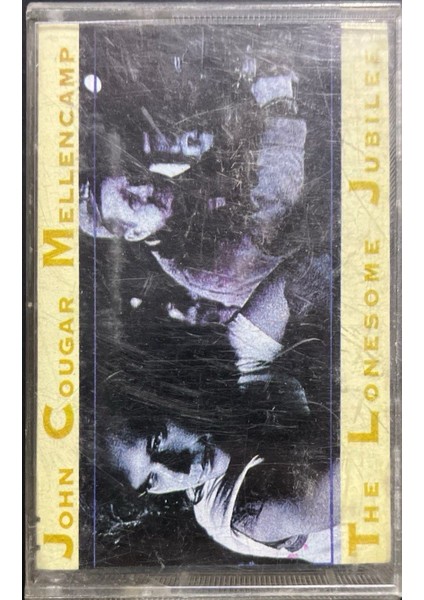 JOHN COUGAR MELLENCAMP
THE LONESOME JUBILEE